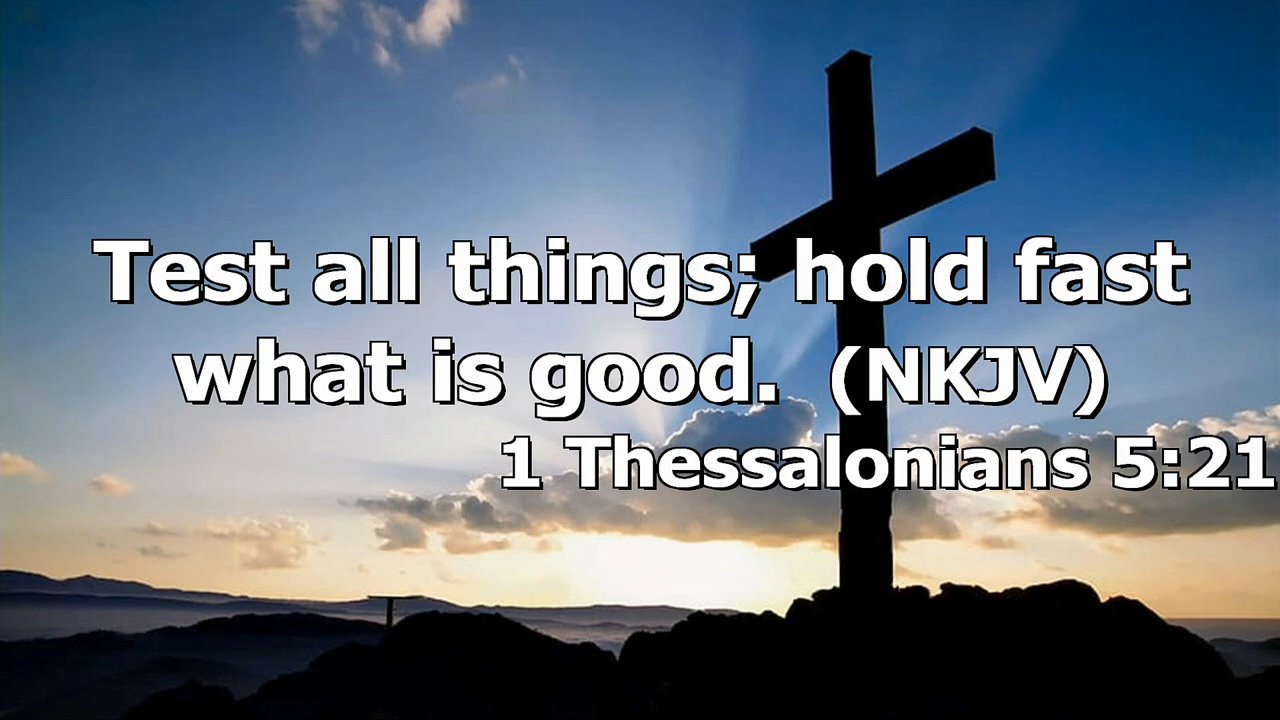 Test all things; hold fast
what is good. (NKJV)
1 Thessalonians 5:21